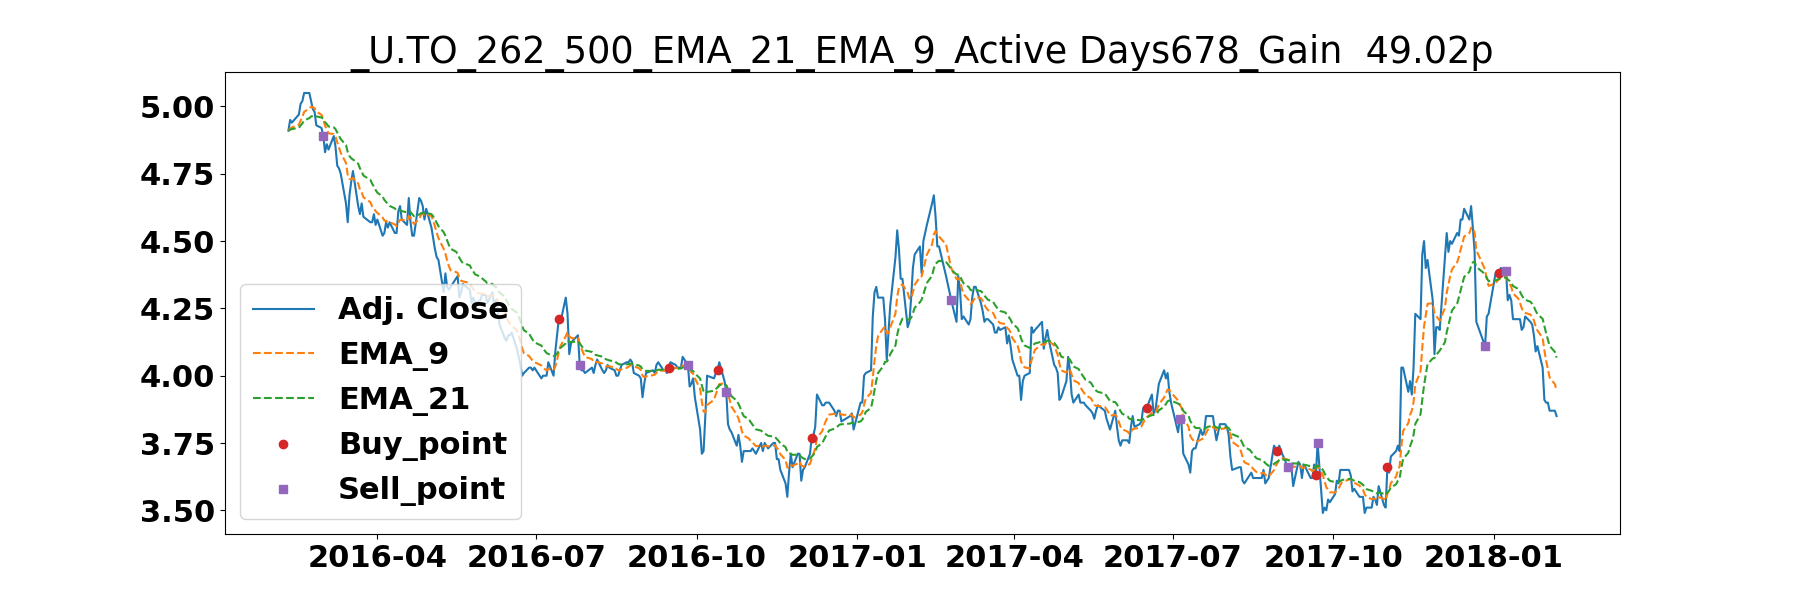 _U.TO_262_500_EMA_21_EMA_9_Active Days678_Gain  49.02p
5.00
4.75
4.50
4.25
4.00
3.75
3.50
Adj. Close
EMA_9
EMA_21
Buy_point
Sell_point
2016-04 2016-07 2016-10 2017-01 2017-04 2017-07 2017-10 2018-01